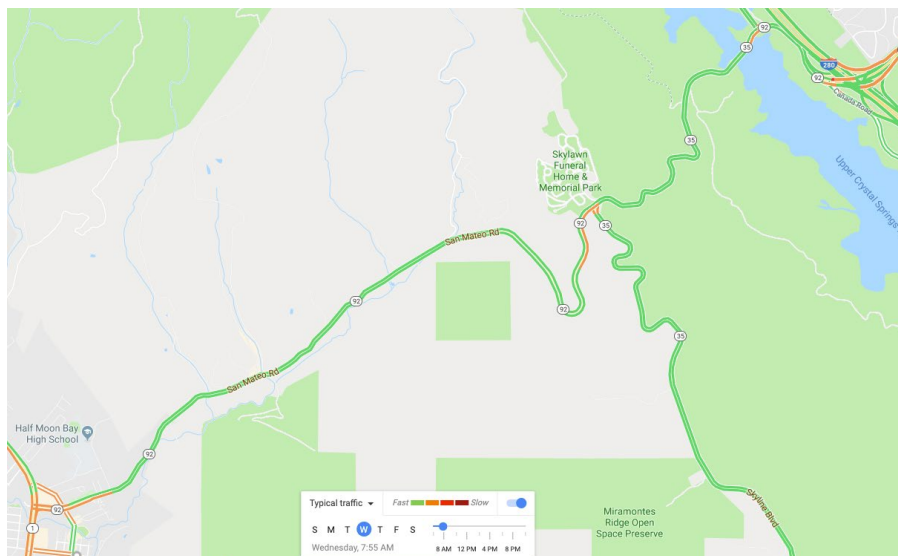 92
35
280
92
Canada Road
Upper Crystal Springs
35
Skylawn
Funeral
Home &
Memorial Park
92
35
San Mateo Rd
92
92
35
San Mateo Rd
Half Moon Bay
High School
92
92
1
Skyline Blvd
Miramontes
Ridge Open
Space Preserve
Typical traffic
Fast
Slow
S M T W T F S
Wednesday, 7:55 AM
8 AM 12 PM 4 PM 8 PM